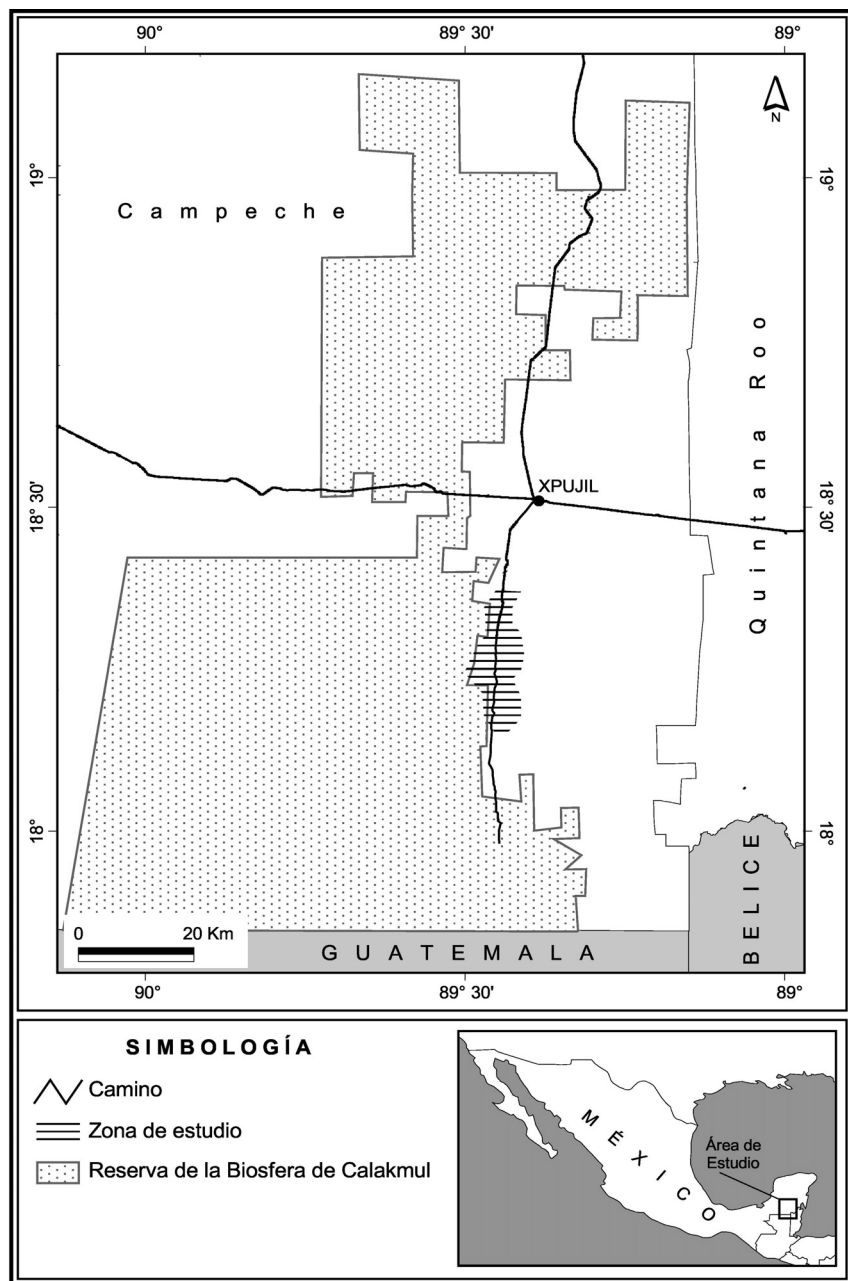 90°
89° 30'
89°
N
19°
19°
Campeche
Quintana Roo
XPUJIL
18° 30'
18° 30'
18°
18°
BELICE
0 20 Km
GUATEMALA
90°
89° 30'
89°
SIMBOLOGÍA
Camino
Zona de estudio
Reserva de la Biosfera de Calakmul
MÉXICO
Área de
Estudio